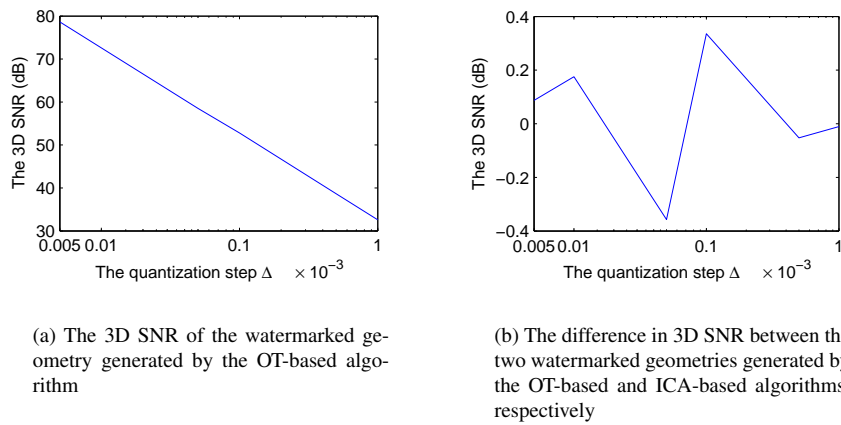 80
70
60
50
40
30
The 3D SNR (dB)
0.005 0.01 0.1 1
The quantization step Δ × 10⁻³
(a) The 3D SNR of the watermarked ge-
ometry generated by the OT-based algo-
rithm
0.4
0.2
0
−0.2
−0.4
The 3D SNR (dB)
0.005 0.01 0.1 1
The quantization step Δ × 10⁻³
(b) The difference in 3D SNR between the
two watermarked geometries generated by
the OT-based and ICA-based algorithms
respectively